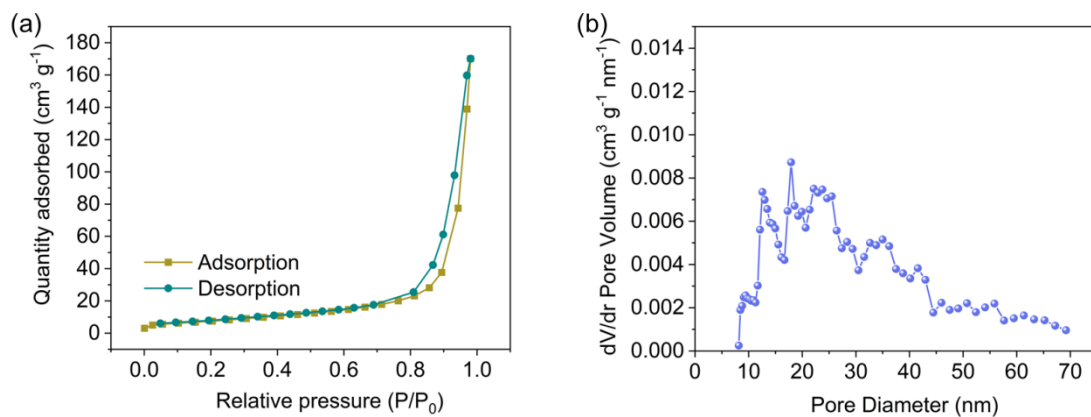 (a)
Quantity adsorbed (cm³ g⁻¹)
180
160
140
120
100
80
60
40
20
0
Adsorption
Desorption
0.0 0.2 0.4 0.6 0.8 1.0
Relative pressure (P/P₀)
(b)
dV/dr Pore Volume (cm³ g⁻¹ nm⁻¹)
0.014
0.012
0.010
0.008
0.006
0.004
0.002
0.000
0 10 20 30 40 50 60 70
Pore Diameter (nm)